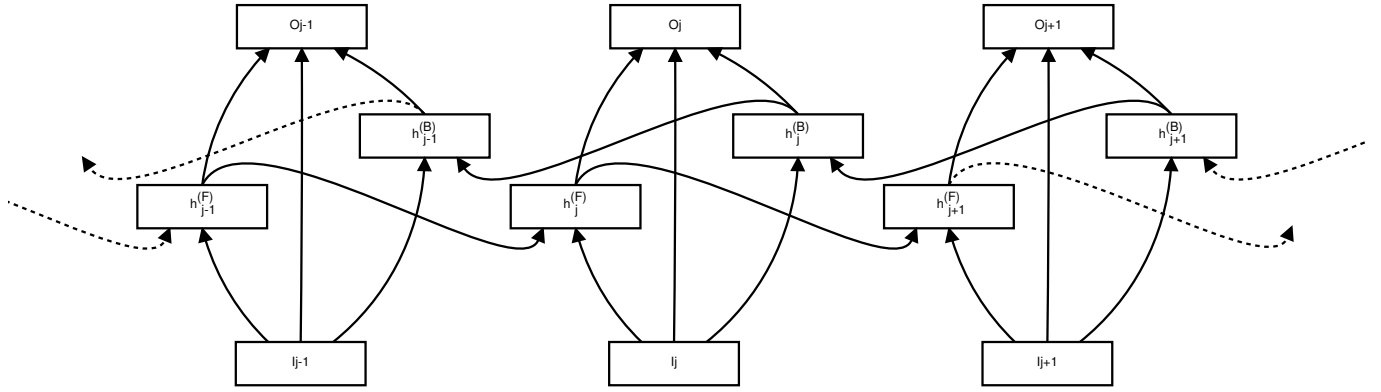 Oj-1
Oj
Oj+1
h(B)j-1
h(B)j
h(B)j+1
h(F)j-1
h(F)j
h(F)j+1
Ij-1
Ij
Ij+1